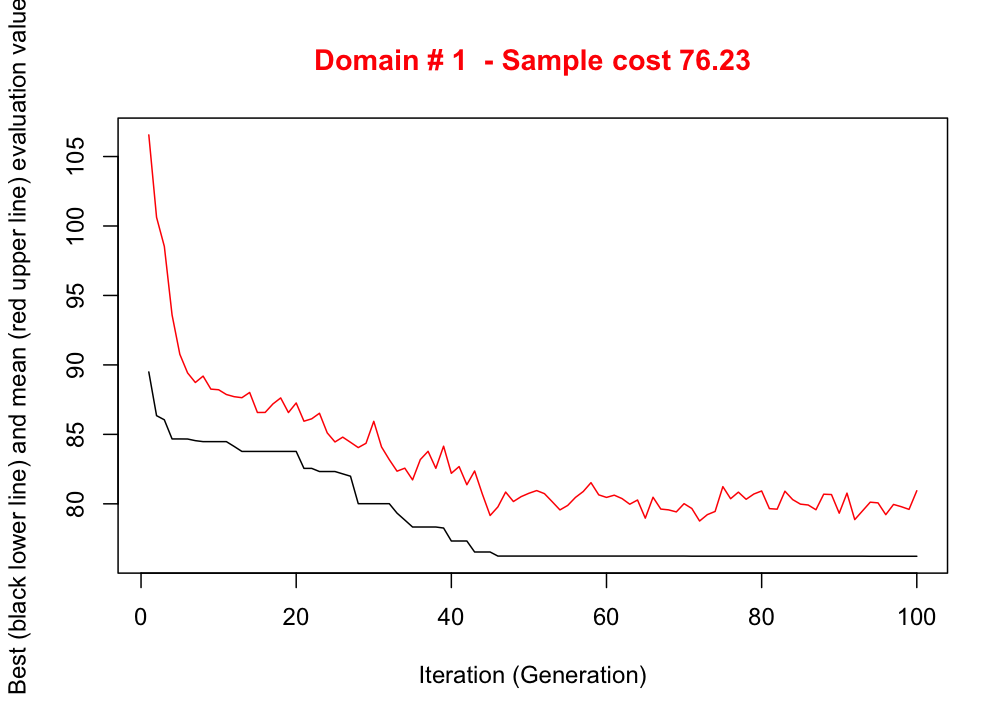 Domain # 1 - Sample cost 76.23
Best (black lower line) and mean (red upper line) evaluation value
105
100
95
90
85
80
0 20 40 60 80 100
Iteration (Generation)